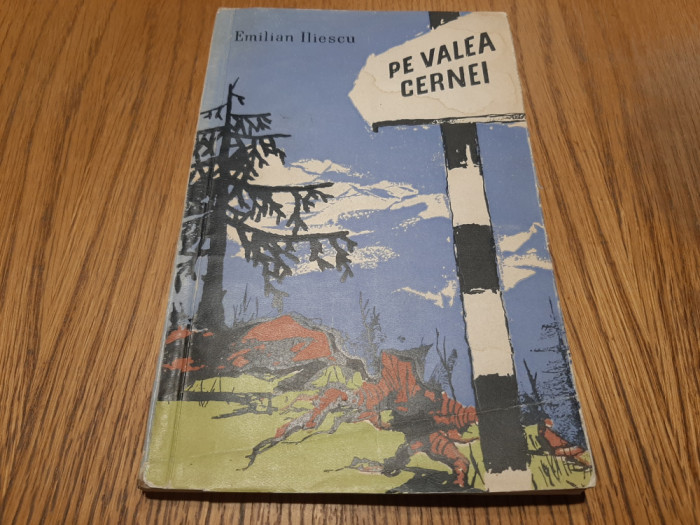 Emilian Iliescu
PE VALEA
CERNEI